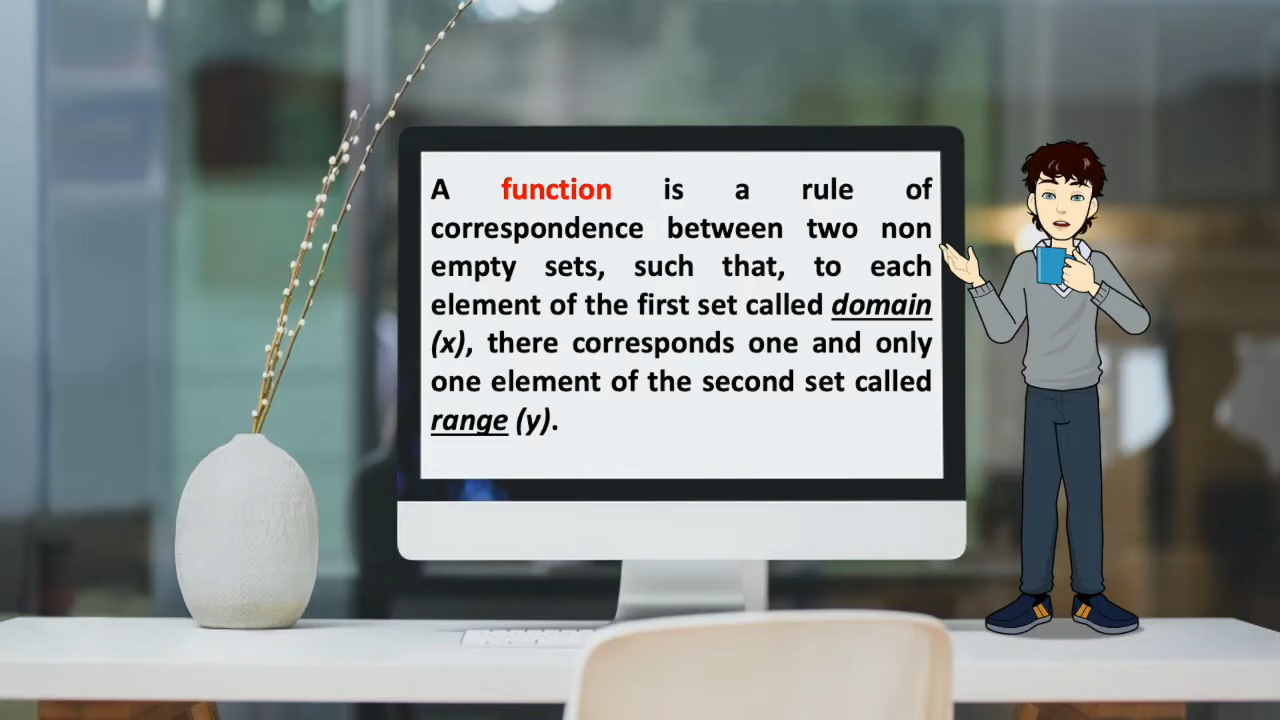 A function is a rule of
correspondence between two non
empty sets, such that, to each
element of the first set called domain
(x), there corresponds one and only
one element of the second set called
range (y).